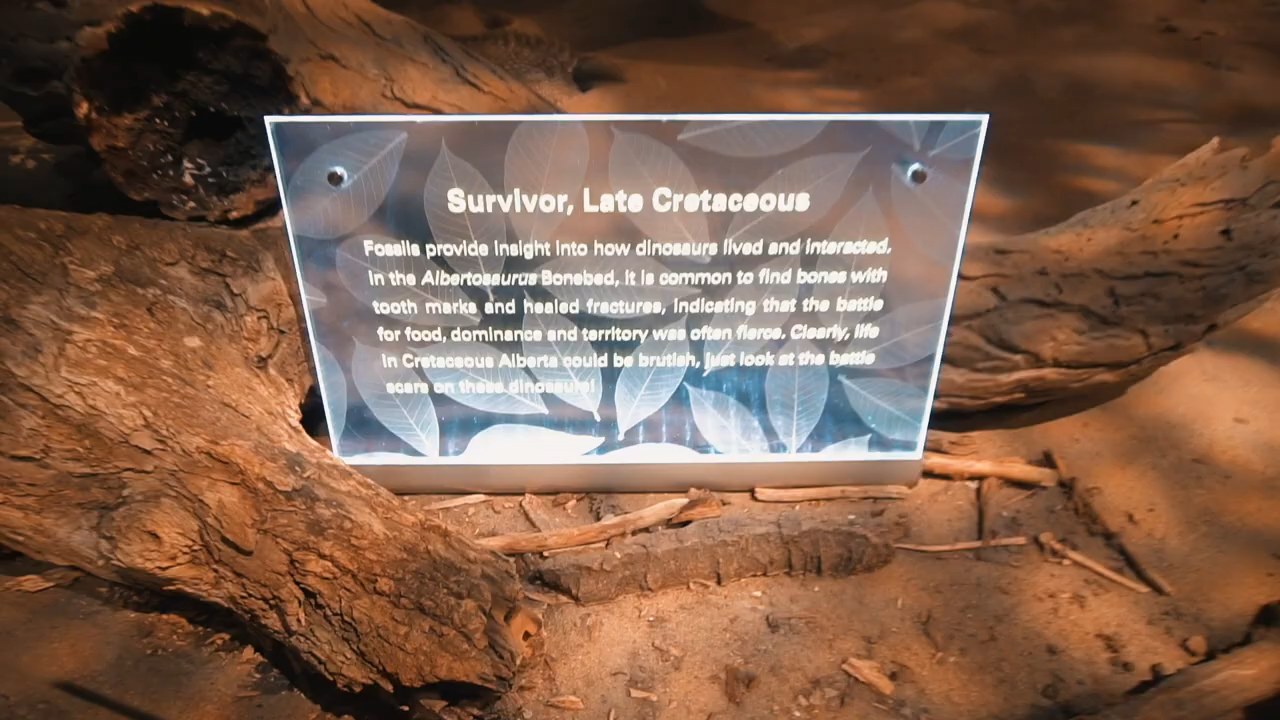 Survivor, Late Cretaceous
Fossils provide insight into how dinosaurs lived and interacted.
In the Albertosaurus Bonebed, it is common to find bones with
tooth marks and healed fractures, indicating that the battle
for food, dominance and territory was often fierce. Clearly, life
in Cretaceous Alberta could be brutish, just look at the battle
scars on these dinosaurs!